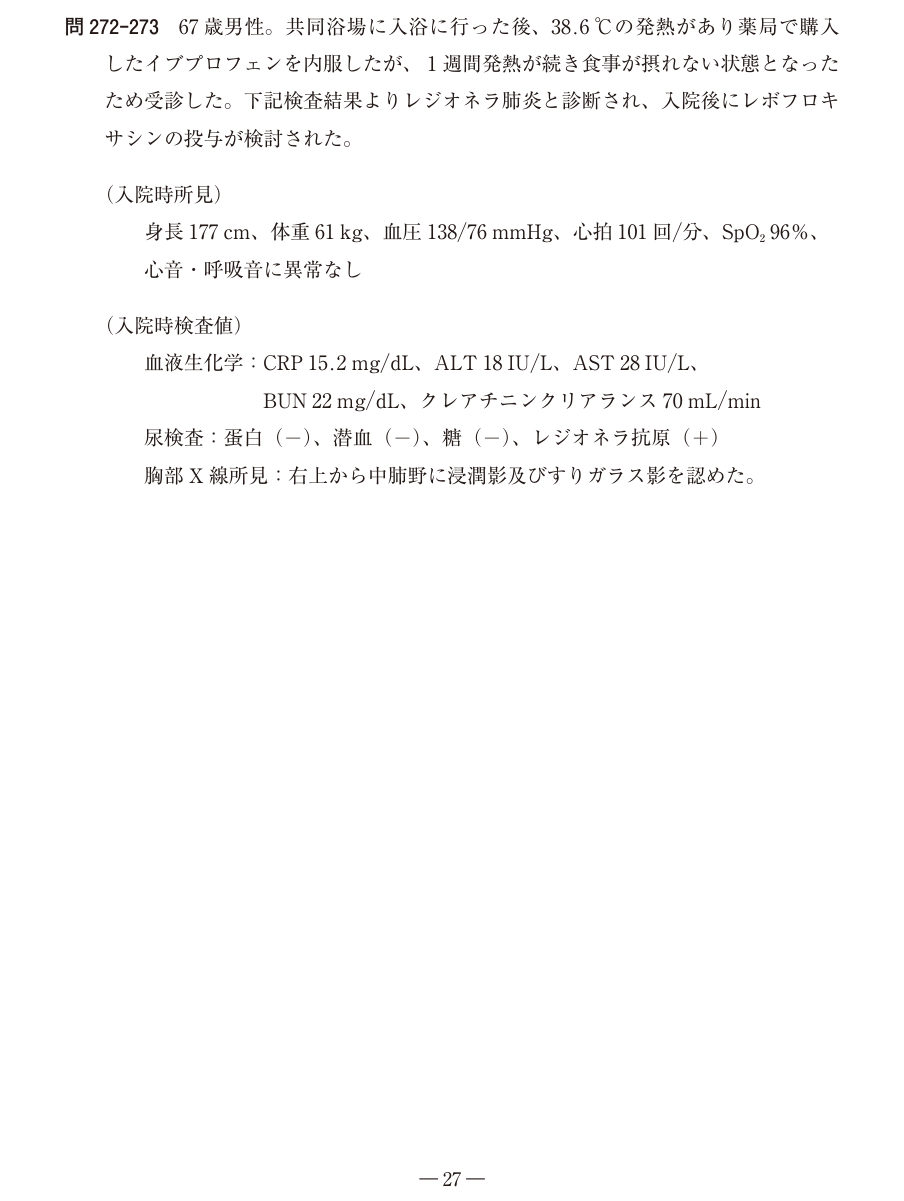 問 272-273　67 歳男性。共同浴場に入浴に行った後、38.6 ℃の発熱があり薬局で購入
したイブプロフェンを内服したが、1 週間発熱が続き食事が摂れない状態となった
ため受診した。下記検査結果よりレジオネラ肺炎と診断され、入院後にレボフロキ
サシンの投与が検討された。
（入院時所見）
身長 177 cm、体重 61 kg、血圧 138/76 mmHg、心拍 101 回/分、SpO₂ 96%、
心音・呼吸音に異常なし
（入院時検査値）
血液生化学：CRP 15.2 mg/dL、ALT 18 IU/L、AST 28 IU/L、
BUN 22 mg/dL、クレアチニンクリアランス 70 mL/min
尿検査：蛋白（－）、潜血（－）、糖（－）、レジオネラ抗原（＋）
胸部 X 線所見：右上から中肺野に浸潤影及びすりガラス影を認めた。
― 27 ―